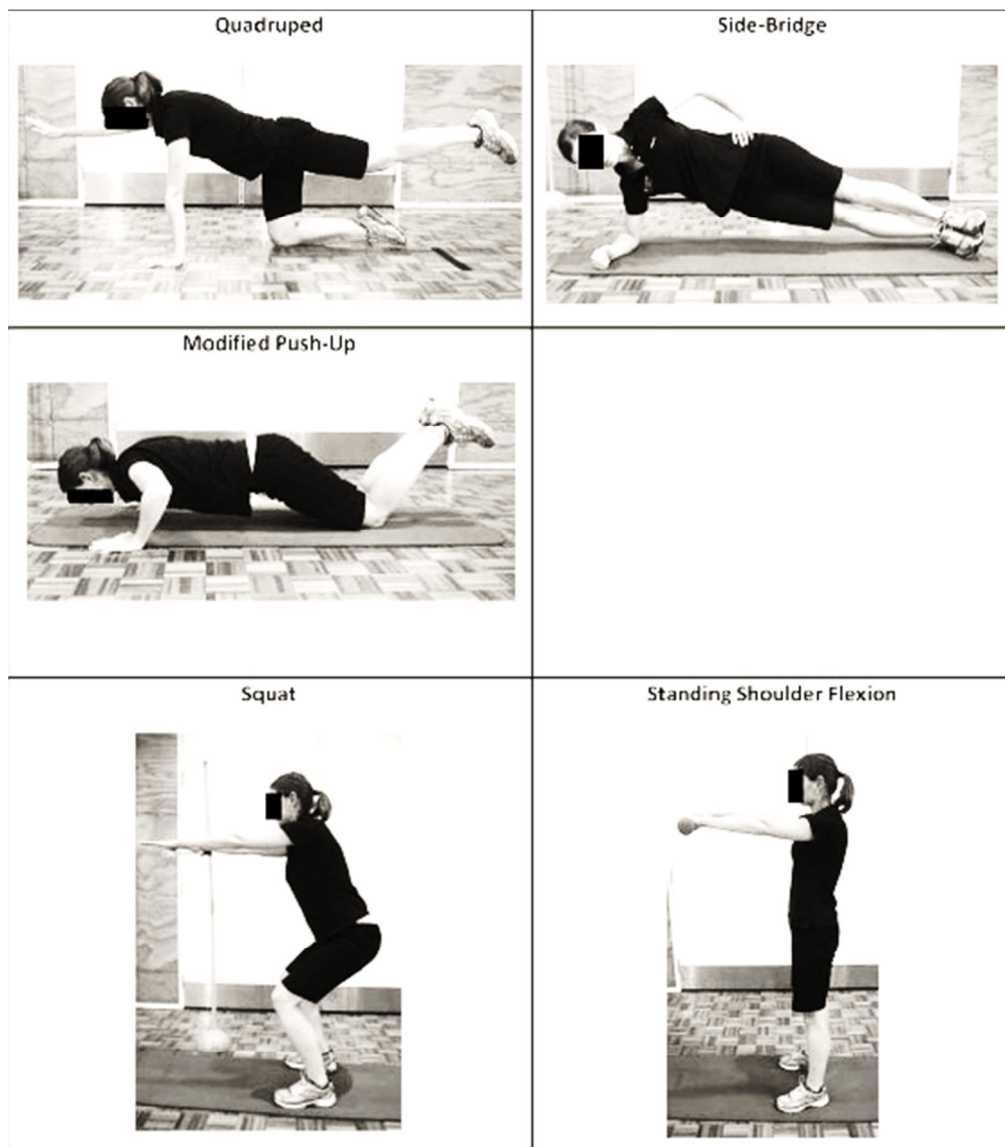 Quadruped
Side-Bridge
Modified Push-Up
Squat
Standing Shoulder Flexion